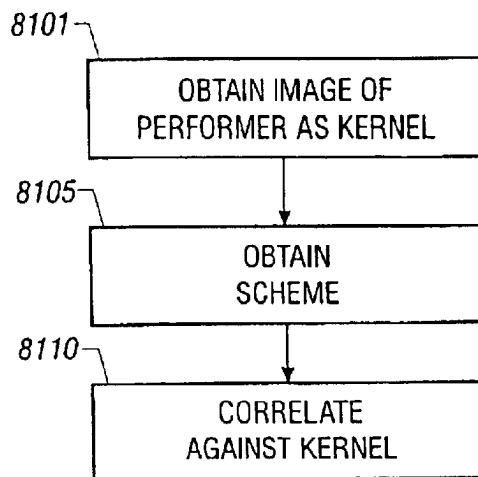 8101
OBTAIN IMAGE OF
PERFORMER AS KERNEL
8105
OBTAIN
SCHEME
8110
CORRELATE
AGAINST KERNEL